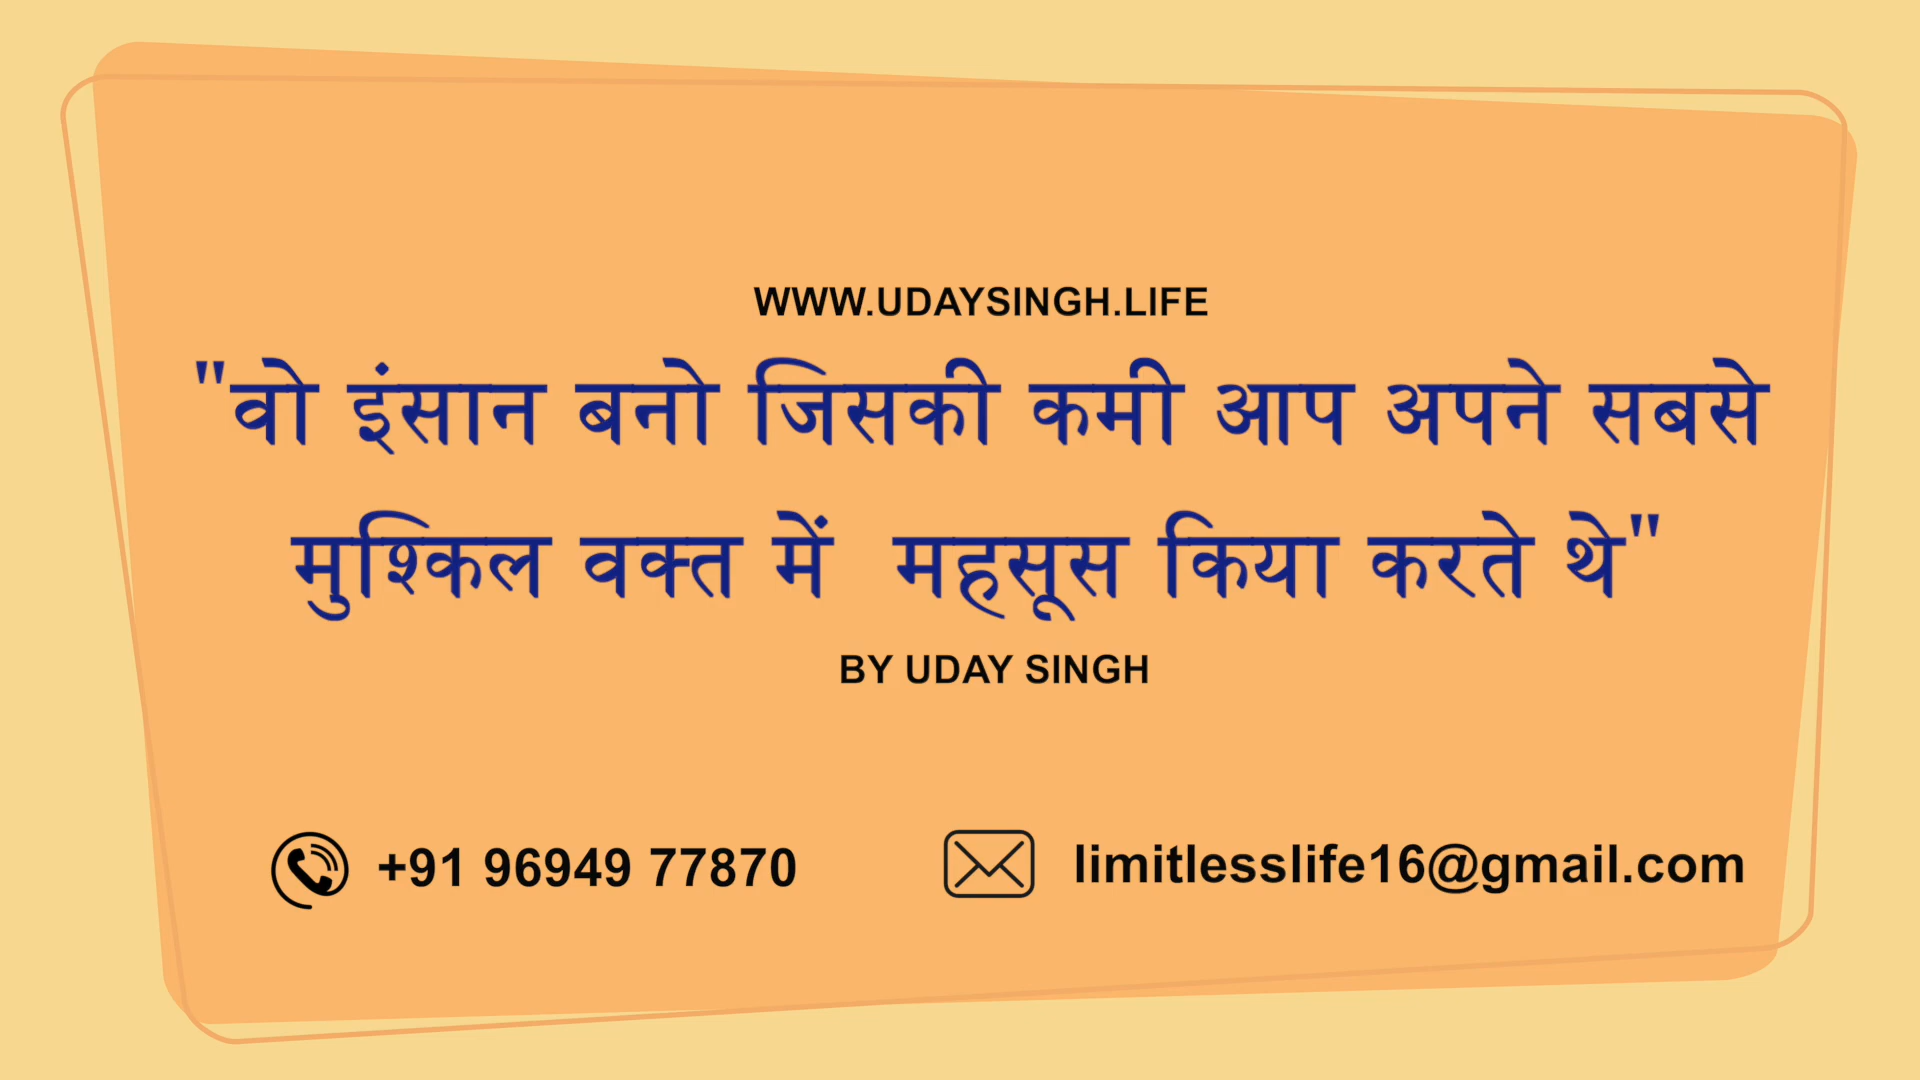 WWW.UDAYSINGH.LIFE
"वो इंसान बनो जिसकी कमी आप अपने सबसे
मुश्किल वक्त में  महसूस किया करते थे"
BY UDAY SINGH
+91 96949 77870
limitlesslife16@gmail.com